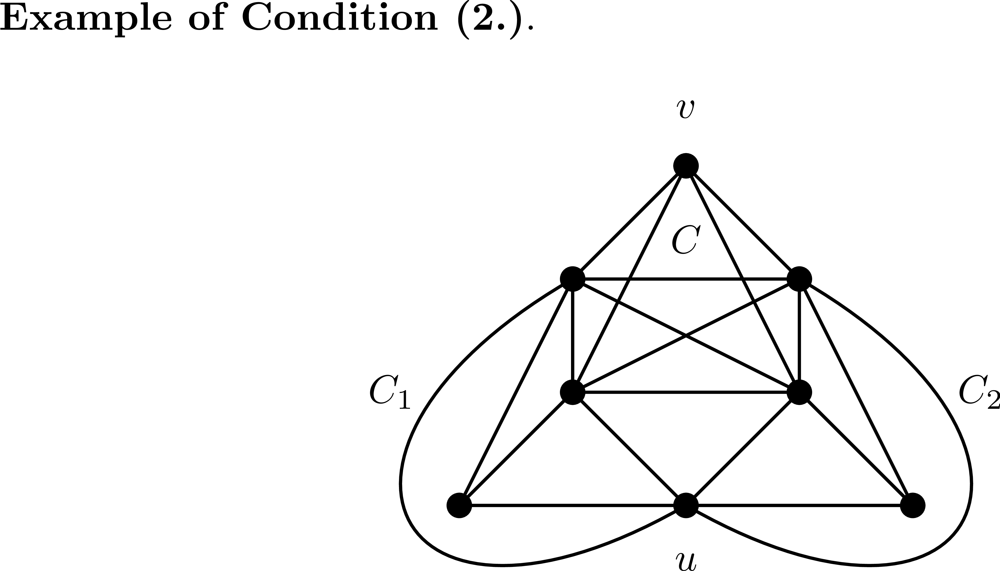 Example of Condition (2.).
v
C
C₁
C₂
u